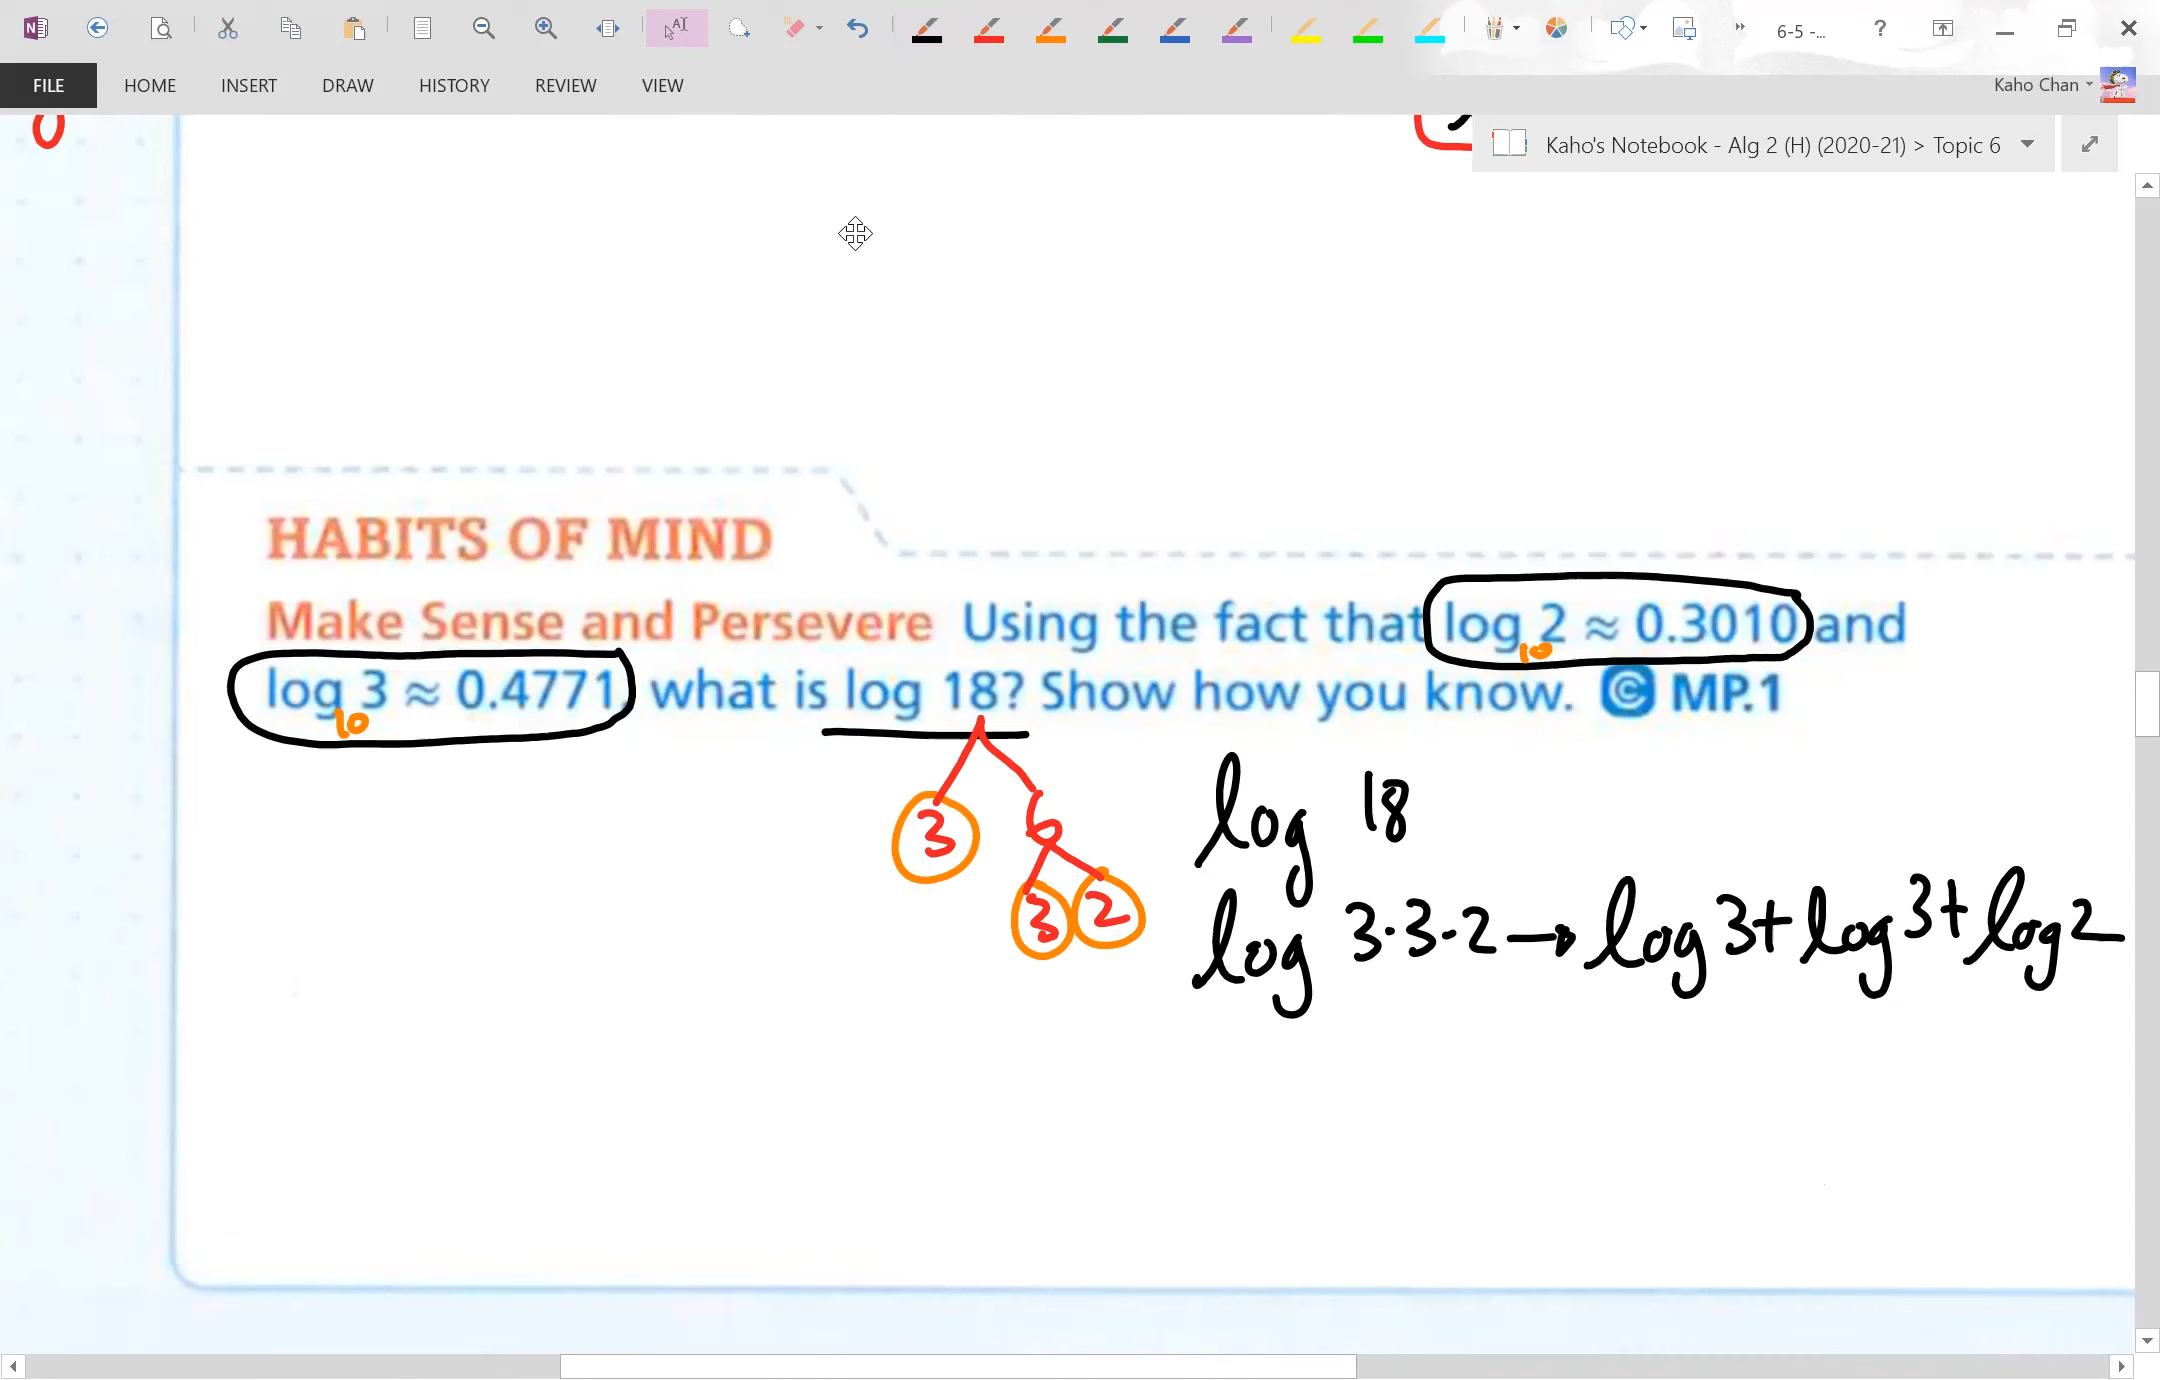 6-5 -...
FILE HOME INSERT DRAW HISTORY REVIEW VIEW
Kaho Chan
Kaho's Notebook - Alg 2 (H) (2020-21) > Topic 6
HABITS OF MIND
Make Sense and Persevere Using the fact that log 2 ≈ 0.3010 and
10
log 3 ≈ 0.4771, what is log 18? Show how you know. © MP.1
10
3 6
3 2
log 18
log 3·3·2 → log 3 + log 3 + log 2